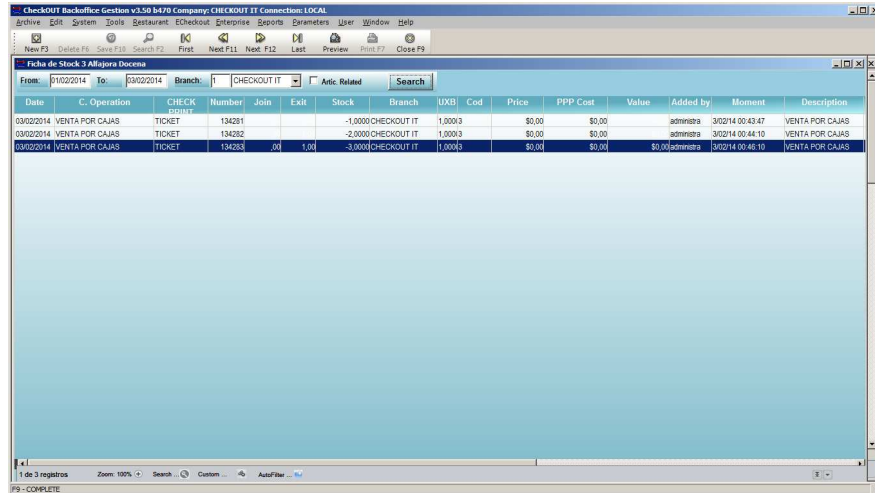 CheckOUT Backoffice Gestion v3.50 b470 Company: CHECKOUT IT Connection: LOCAL
Archive Edit System Tools Restaurant ECheckout Enterprise Reports Parameters User Window Help
New F3 Delete F6 Save F10 Search F2 First Next F11 Next F12 Last Preview Print F7 Close F9
Ficha de Stock 3 Alfajora Docena
From: 01/02/2014 To: 03/02/2014 Branch: 1 CHECKOUT IT Artic. Related Search
Date C. Operation CHECK PRINT Number Join Exit Stock Branch UXB Cod Price PPP Cost Value Added by Moment Description
03/02/2014 VENTA POR CAJAS TICKET 134281 -1,0000 CHECKOUT IT 1,000 3 $0,00 $0,00 administra 3/02/14 00:43:47 VENTA POR CAJAS
03/02/2014 VENTA POR CAJAS TICKET 134282 -2,0000 CHECKOUT IT 1,000 3 $0,00 $0,00 administra 3/02/14 00:44:10 VENTA POR CAJAS
03/02/2014 VENTA POR CAJAS TICKET 134283 ,00 1,00 -3,0000 CHECKOUT IT 1,000 3 $0,00 $0,00 $0,00 administra 3/02/14 00:46:10 VENTA POR CAJAS
1 de 3 registros Zoom: 100% Search ... Custom ... AutoFilter ...
F9 - COMPLETE